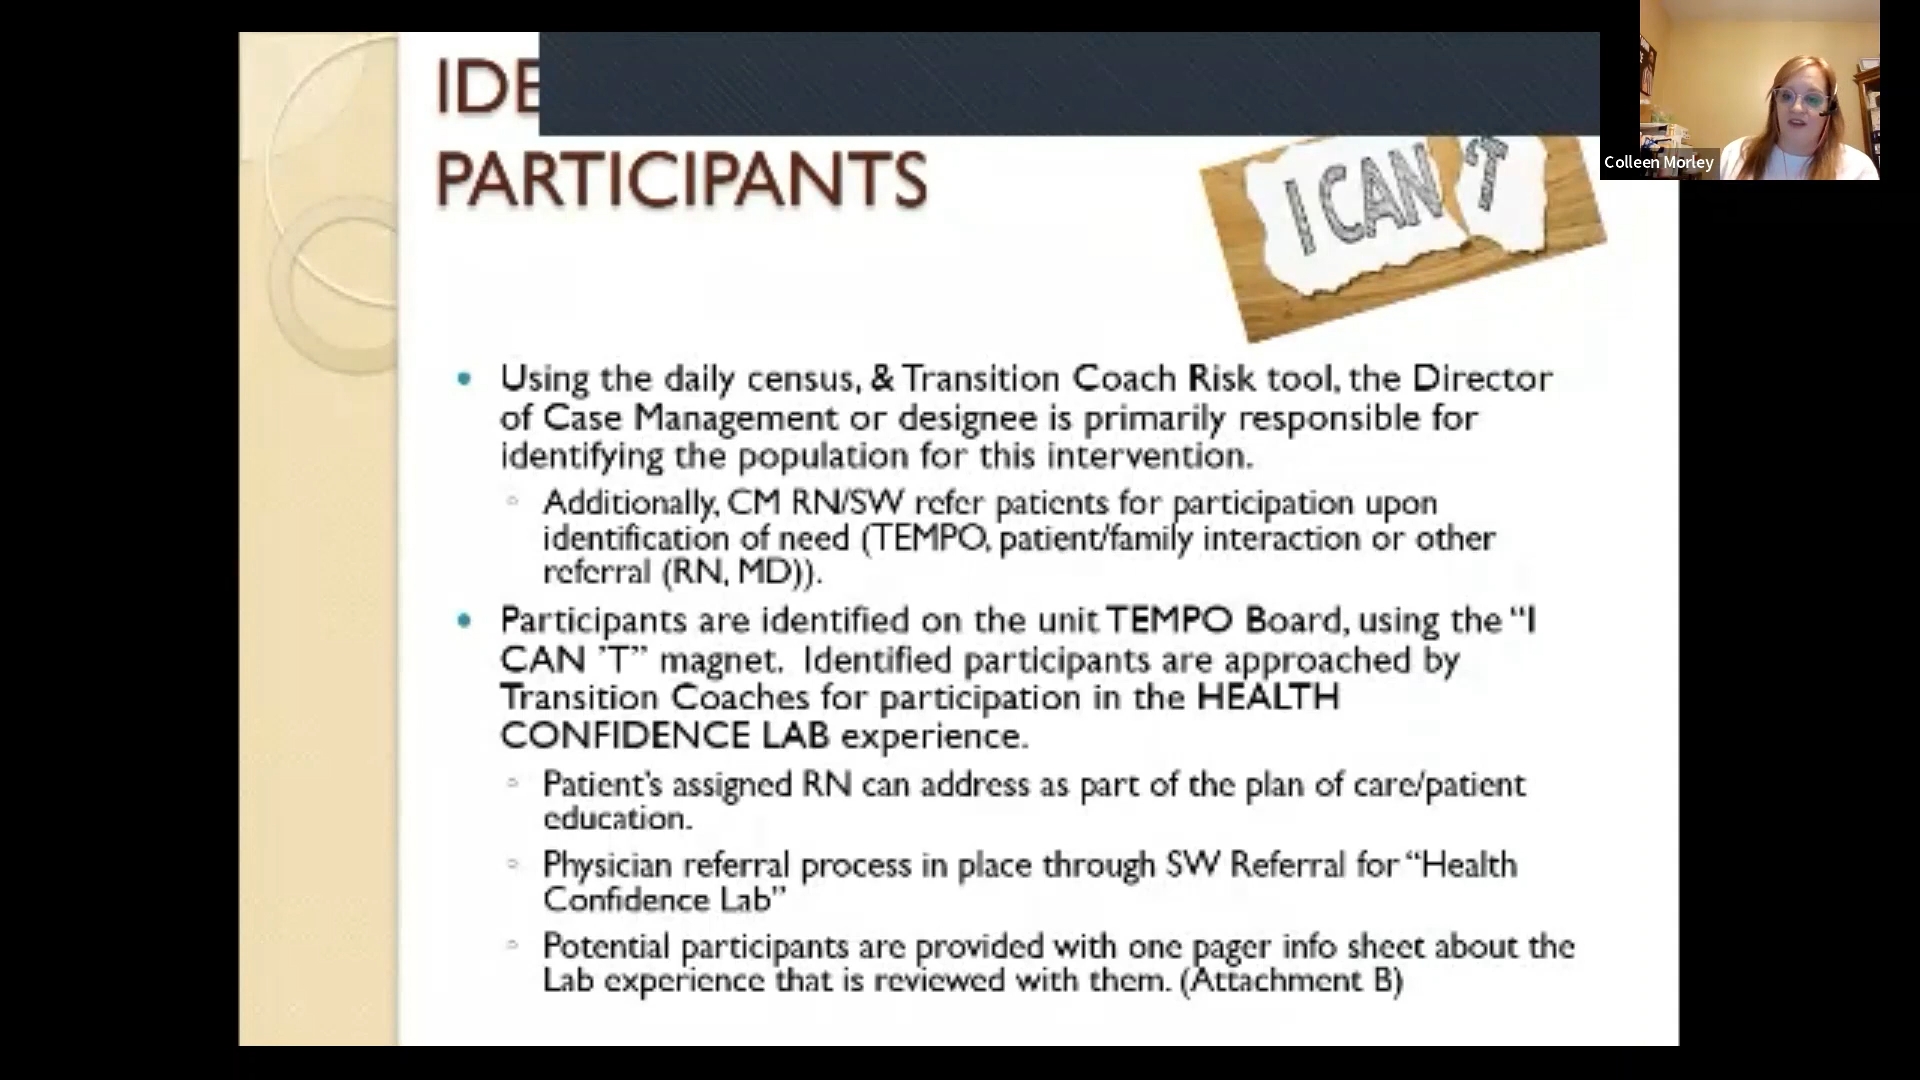 IDE
PARTICIPANTS
I CAN 'T
Colleen Morley
Using the daily census, & Transition Coach Risk tool, the Director
of Case Management or designee is primarily responsible for
identifying the population for this intervention.
Additionally, CM RN/SW refer patients for participation upon
identification of need (TEMPO, patient/family interaction or other
referral (RN, MD)).
Participants are identified on the unit TEMPO Board, using the “I
CAN ’T” magnet. Identified participants are approached by
Transition Coaches for participation in the HEALTH
CONFIDENCE LAB experience.
Patient’s assigned RN can address as part of the plan of care/patient
education.
Physician referral process in place through SW Referral for “Health
Confidence Lab”
Potential participants are provided with one pager info sheet about the
Lab experience that is reviewed with them. (Attachment B)